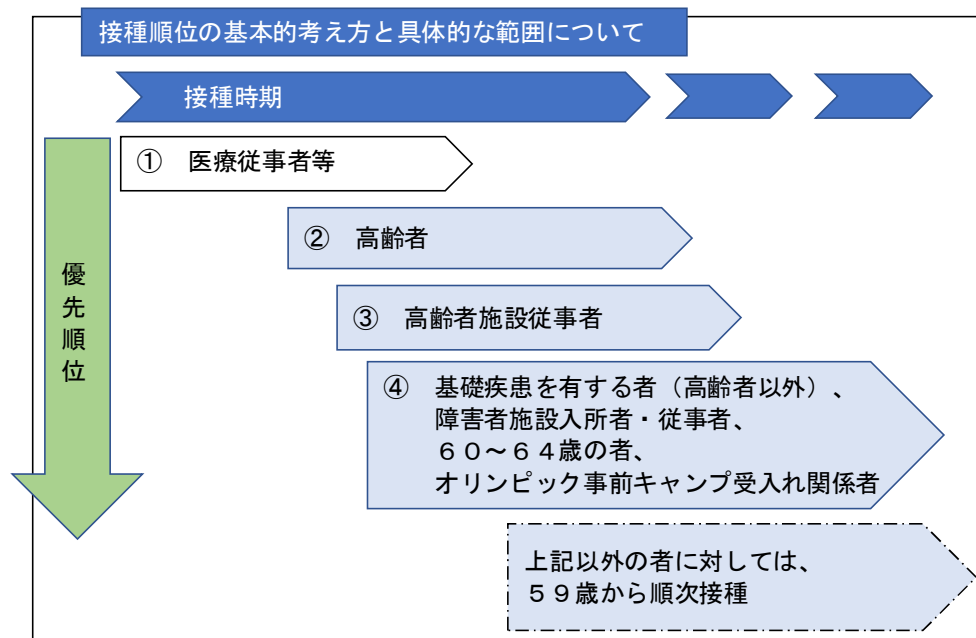 接種順位の基本的考え方と具体的な範囲について
接種時期
優先順位
① 医療従事者等
② 高齢者
③ 高齢者施設従事者
④ 基礎疾患を有する者（高齢者以外）、
障害者施設入所者・従事者、
６０～６４歳の者、
オリンピック事前キャンプ受入れ関係者
上記以外の者に対しては、
５９歳から順次接種